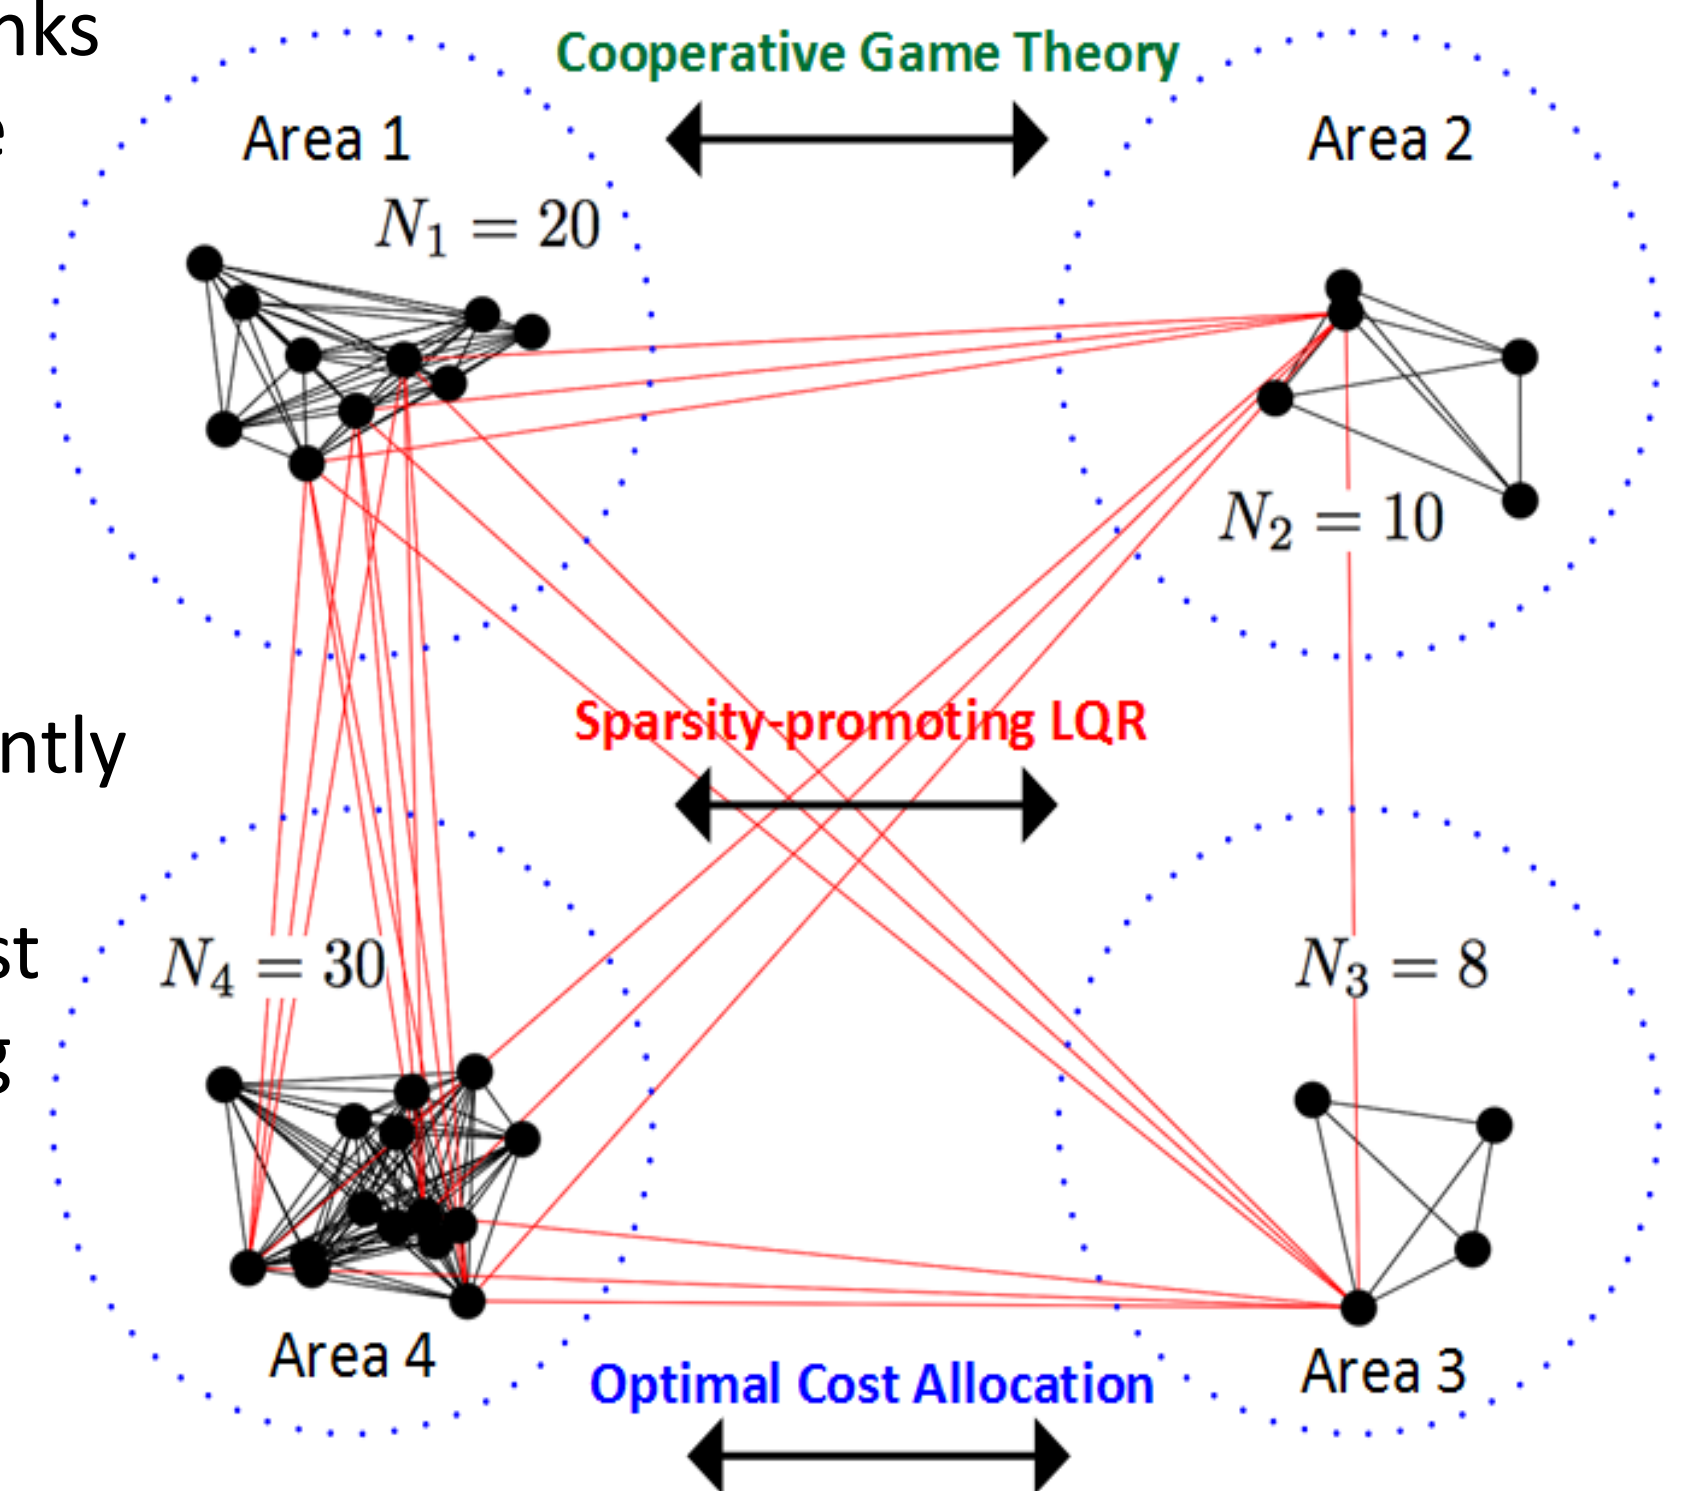 Cooperative Game Theory
Area 1
Area 2
N₁ = 20
N₂ = 10
Sparsity-promoting LQR
N₄ = 30
N₃ = 8
Area 4
Area 3
Optimal Cost Allocation